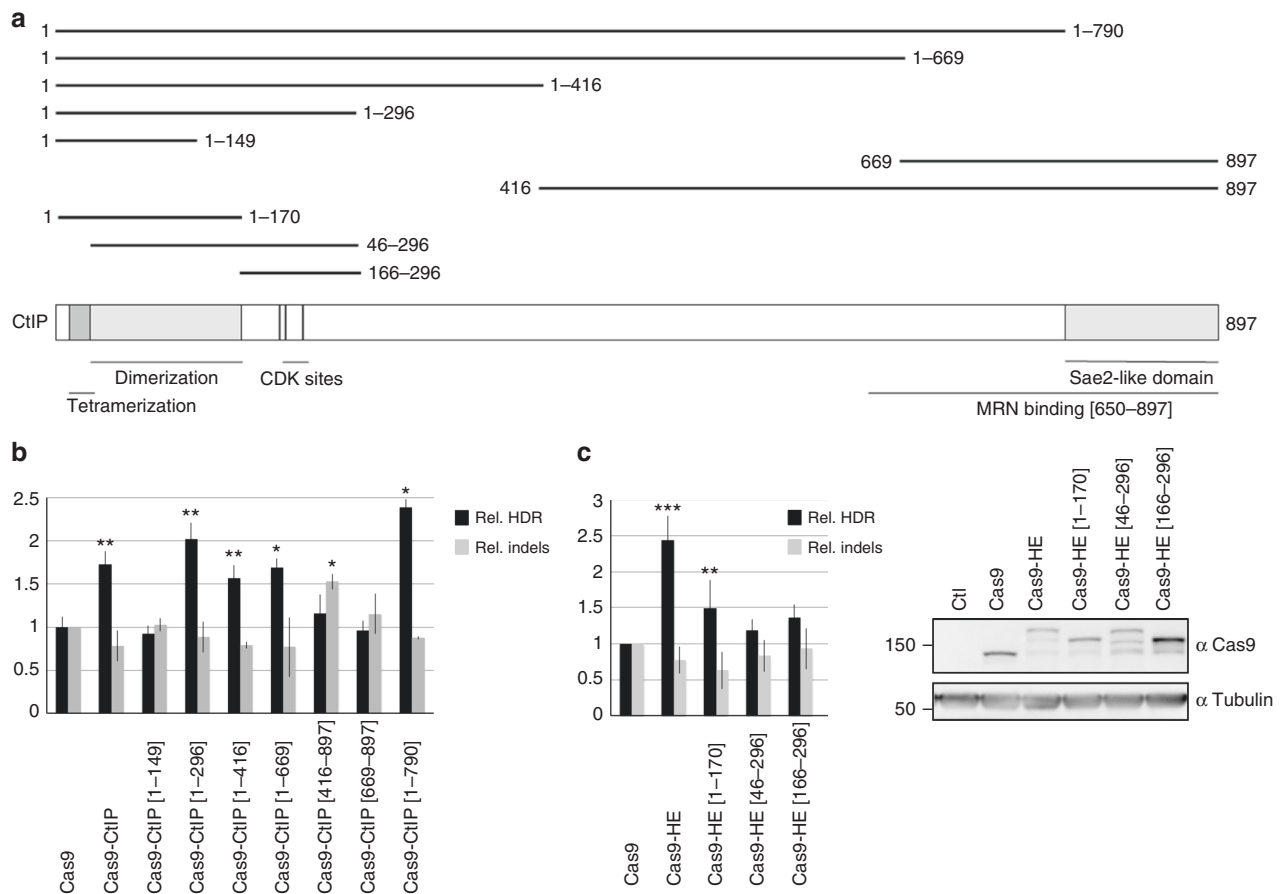 a
1 1–790
1 1–669
1 1–416
1 1–296
1 1–149
669 897
416 897
1 1–170
46–296
166–296
CtIP 897
Dimerization CDK sites Sae2-like domain
Tetramerization MRN binding [650–897]
b
2.5
2
1.5
1
0.5
0
** ** ** * * *
Rel. HDR
Rel. indels
Cas9
Cas9-CtIP
Cas9-CtIP [1–149]
Cas9-CtIP [1–296]
Cas9-CtIP [1–416]
Cas9-CtIP [1–669]
Cas9-CtIP [416–897]
Cas9-CtIP [669–897]
Cas9-CtIP [1–790]
c
3
2.5
2
1.5
1
0.5
0
*** **
Rel. HDR
Rel. indels
Cas9
Cas9-HE
Cas9-HE [1–170]
Cas9-HE [46–296]
Cas9-HE [166–296]
Ctl
Cas9
Cas9-HE
Cas9-HE [1–170]
Cas9-HE [46–296]
Cas9-HE [166–296]
150 α Cas9
50 α Tubulin